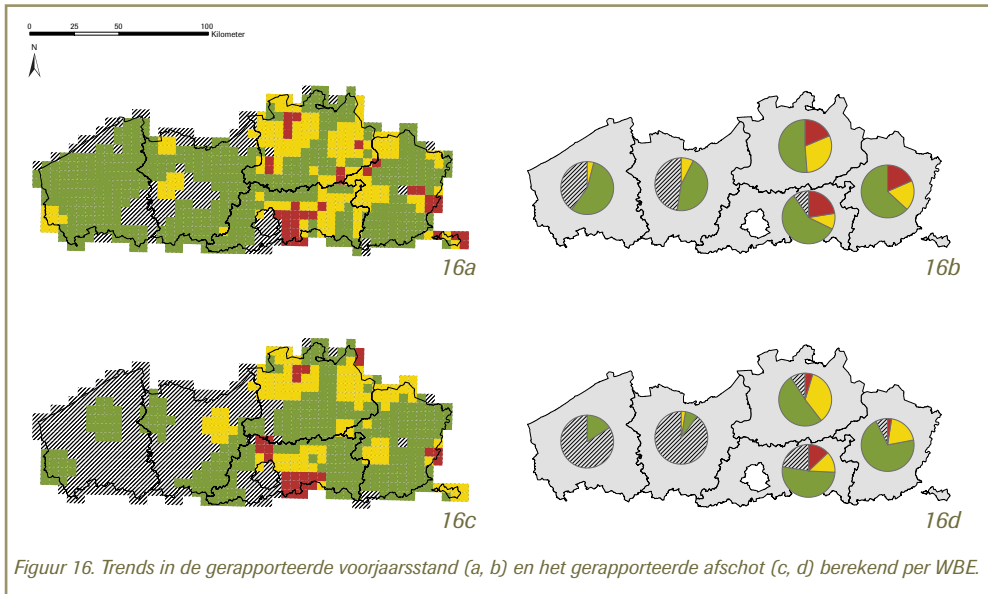 0 25 50 100
Kilometer
N
16a
16b
16c
16d
Figuur 16. Trends in de gerapporteerde voorjaarsstand (a, b) en het gerapporteerde afschot (c, d) berekend per WBE.